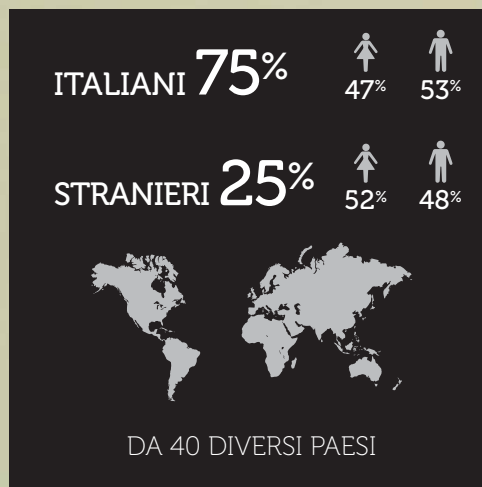 ITALIANI 75% 47% 53%
STRANIERI 25% 52% 48%
DA 40 DIVERSI PAESI